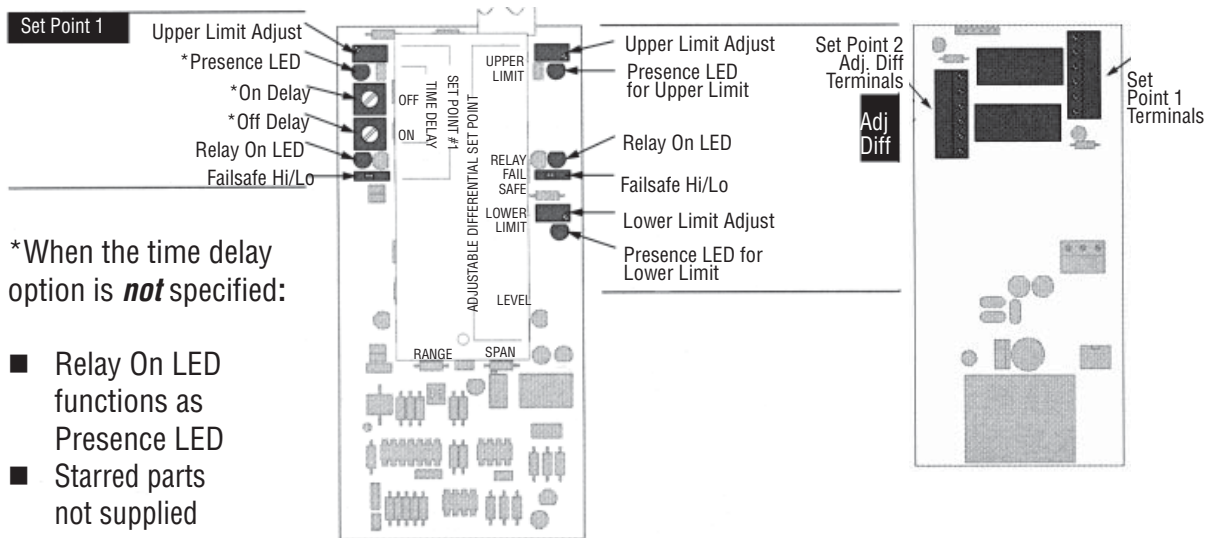 Set Point 1
Upper Limit Adjust
*Presence LED
*On Delay
*Off Delay
Relay On LED
Failsafe Hi/Lo
*When the time delay
option is not specified:
■ Relay On LED
functions as
Presence LED
■ Starred parts
not supplied
OFF
ON
TIME DELAY
SET POINT #1
ADJUSTABLE DIFFERENTIAL SET POINT
UPPER
LIMIT
RELAY
FAIL
SAFE
LOWER
LIMIT
LEVEL
RANGE
SPAN
Upper Limit Adjust
Presence LED
for Upper Limit
Relay On LED
Failsafe Hi/Lo
Lower Limit Adjust
Presence LED for
Lower Limit
Set Point 2
Adj. Diff
Terminals
Adj
Diff
Set
Point 1
Terminals